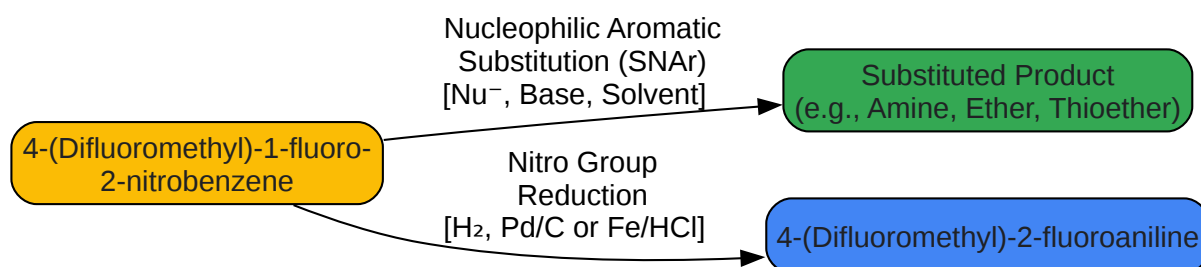 Nucleophilic Aromatic
Substitution (SNAr)
[Nu⁻, Base, Solvent]
Substituted Product
(e.g., Amine, Ether, Thioether)
4-(Difluoromethyl)-1-fluoro-
2-nitrobenzene
Nitro Group
Reduction
[H₂, Pd/C or Fe/HCl]
4-(Difluoromethyl)-2-fluoroaniline